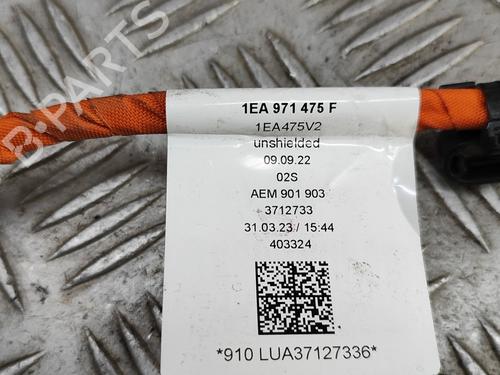 B-PARTS
1EA 971 475 F
1EA475V2
unshielded
09.09.22
02S
AEM 901 903
3712733
31.03.23 / 15:44
403324
*910 LUA37127336*